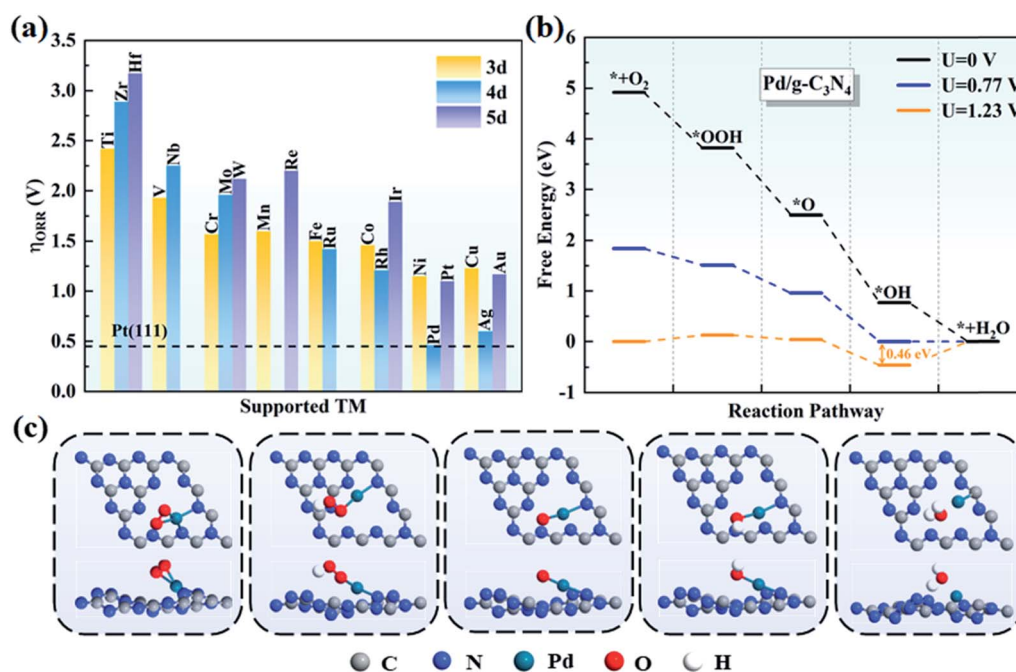 (a)
3.5
3.0
2.5
2.0
1.5
1.0
0.5
0.0
ηORR (V)
Ti
Zr
Hf
V
Nb
Cr
Mo
W
Mn
Re
Fe
Ru
Co
Rh
Ir
Ni
Pd
Pt
Cu
Ag
Au
3d
4d
5d
Pt(111)
Supported TM
(b)
6
5
4
3
2
1
0
-1
Free Energy (eV)
*+O₂
*OOH
*O
*OH
*+H₂O
Pd/g-C₃N₄
U=0 V
U=0.77 V
U=1.23 V
0.46 eV
Reaction Pathway
(c)
C N Pd O H